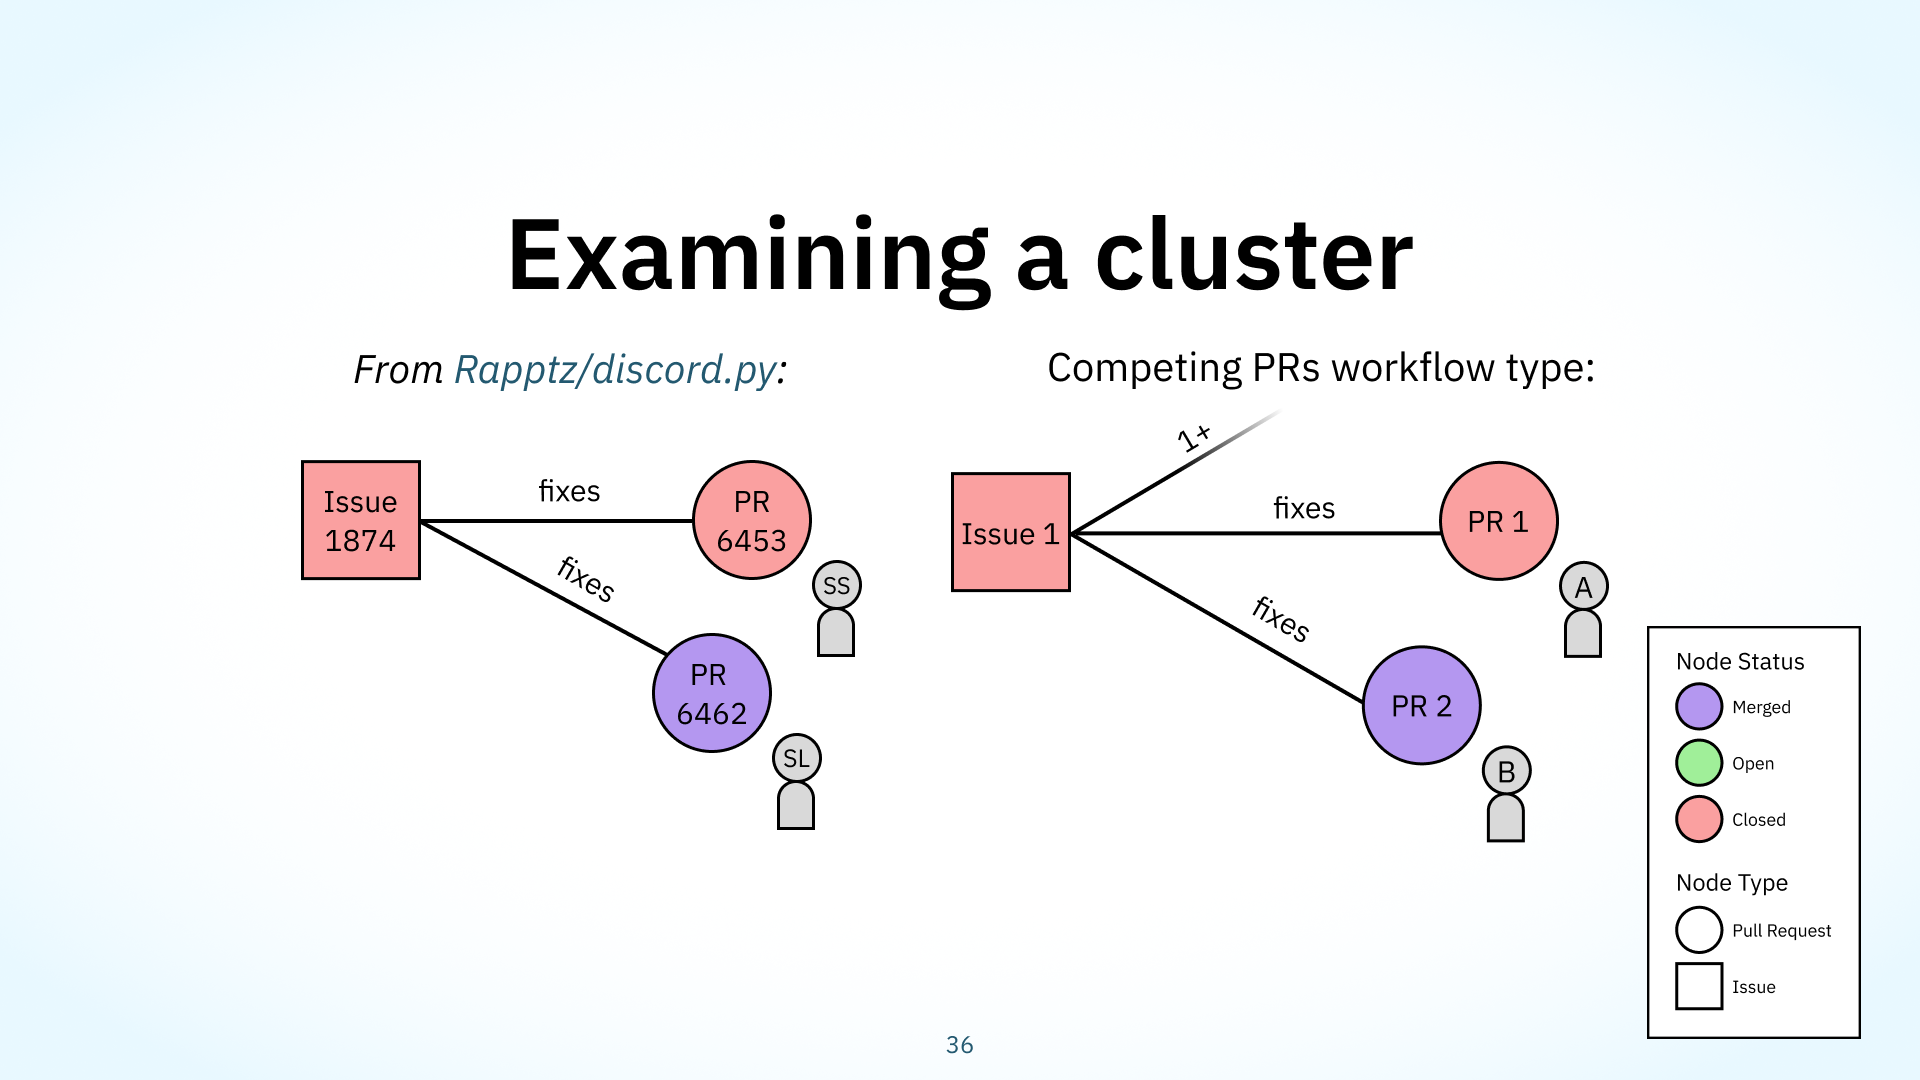 Examining a cluster
From Rapptz/discord.py:
Issue
1874
fixes
fixes
PR
6453
SS
PR
6462
SL
Competing PRs workflow type:
1+
Issue 1
fixes
fixes
PR 1
A
PR 2
B
Node Status
Merged
Open
Closed
Node Type
Pull Request
Issue
36